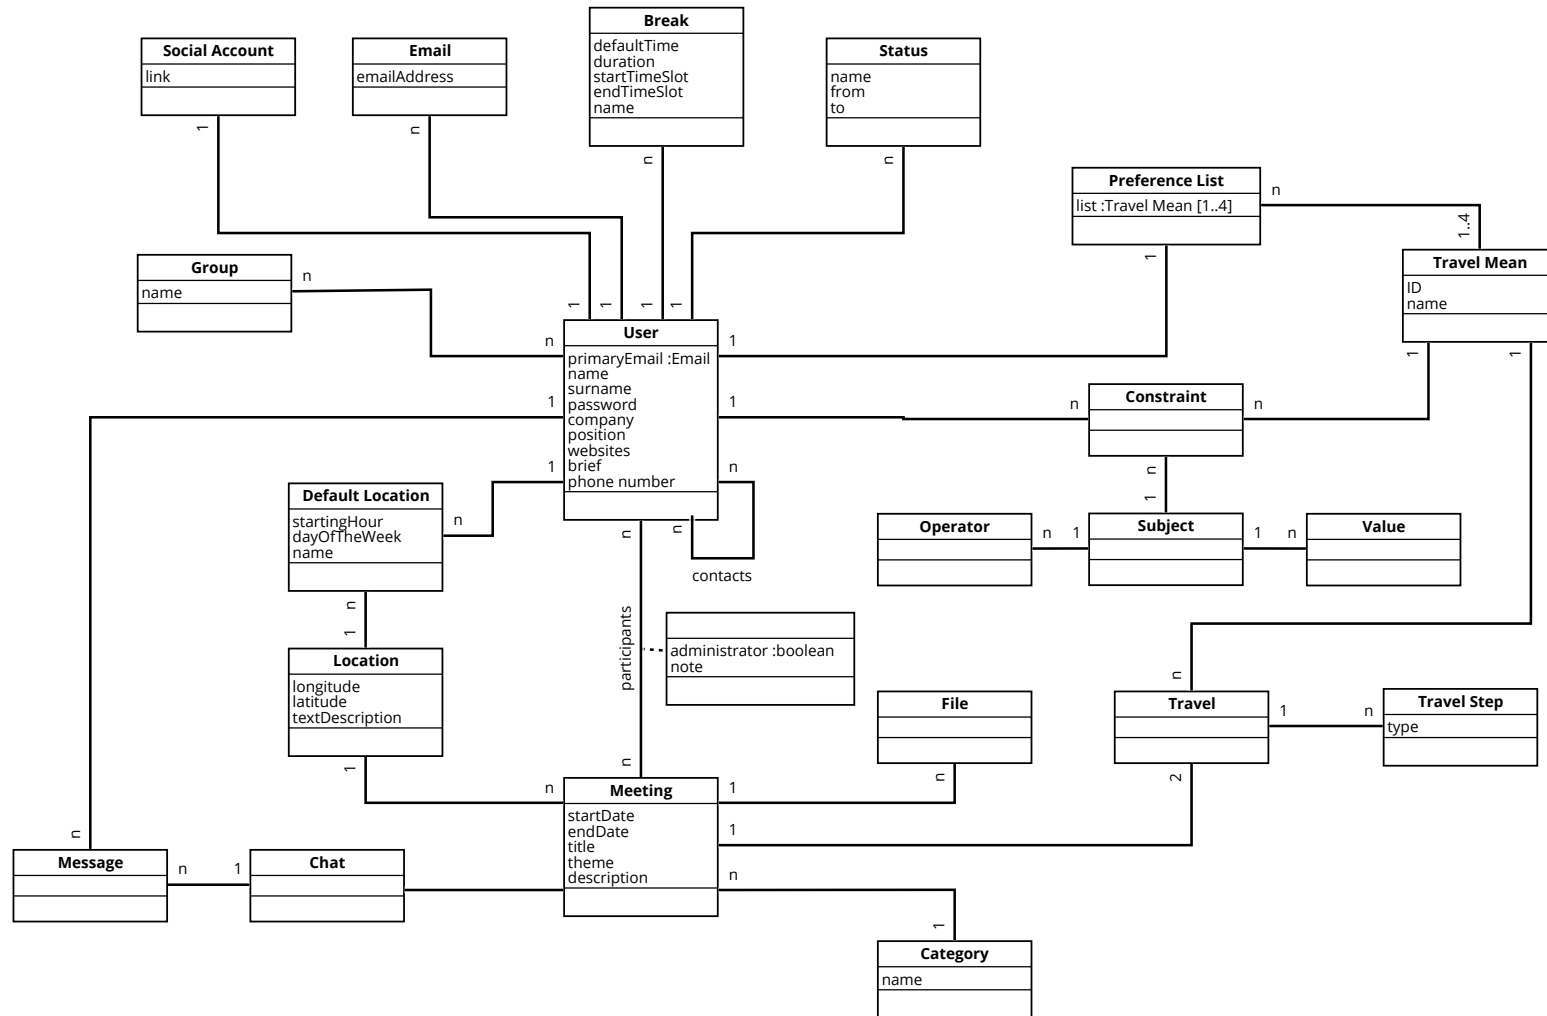 Break
defaultTime
duration
startTimeSlot
endTimeSlot
name
n
Social Account
link
1
Email
emailAddress
n
Status
name
from
to
n
Preference List
list :Travel Mean [1..4]
n
1
1..4
Travel Mean
ID
name
1
1
Group
name
n
n
1
1
1
1
User
primaryEmail :Email
name
surname
password
company
position
websites
brief
phone number
1
1
1
1
n
n
n
contacts
Constraint
n
n
n
1
Operator
n
1
Subject
1
n
Value
Default Location
startingHour
dayOfTheWeek
name
n
n
1
Location
longitude
latitude
textDescription
1
participants
administrator :boolean
note
n
File
n
Travel
n
1
2
n
Travel Step
type
Meeting
startDate
endDate
title
theme
description
n
1
1
n
n
Message
n
1
Chat
1
Category
name